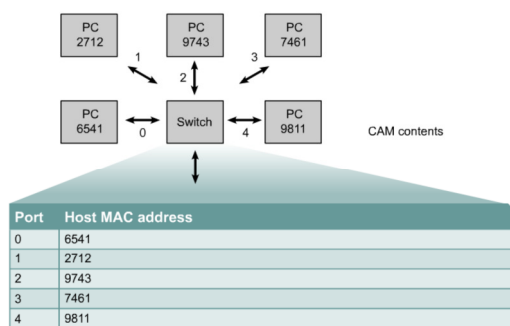 PC
2712
PC
9743
PC
7461
1
2
3
PC
6541
0
Switch
4
PC
9811
CAM contents
Port Host MAC address
0 6541
1 2712
2 9743
3 7461
4 9811